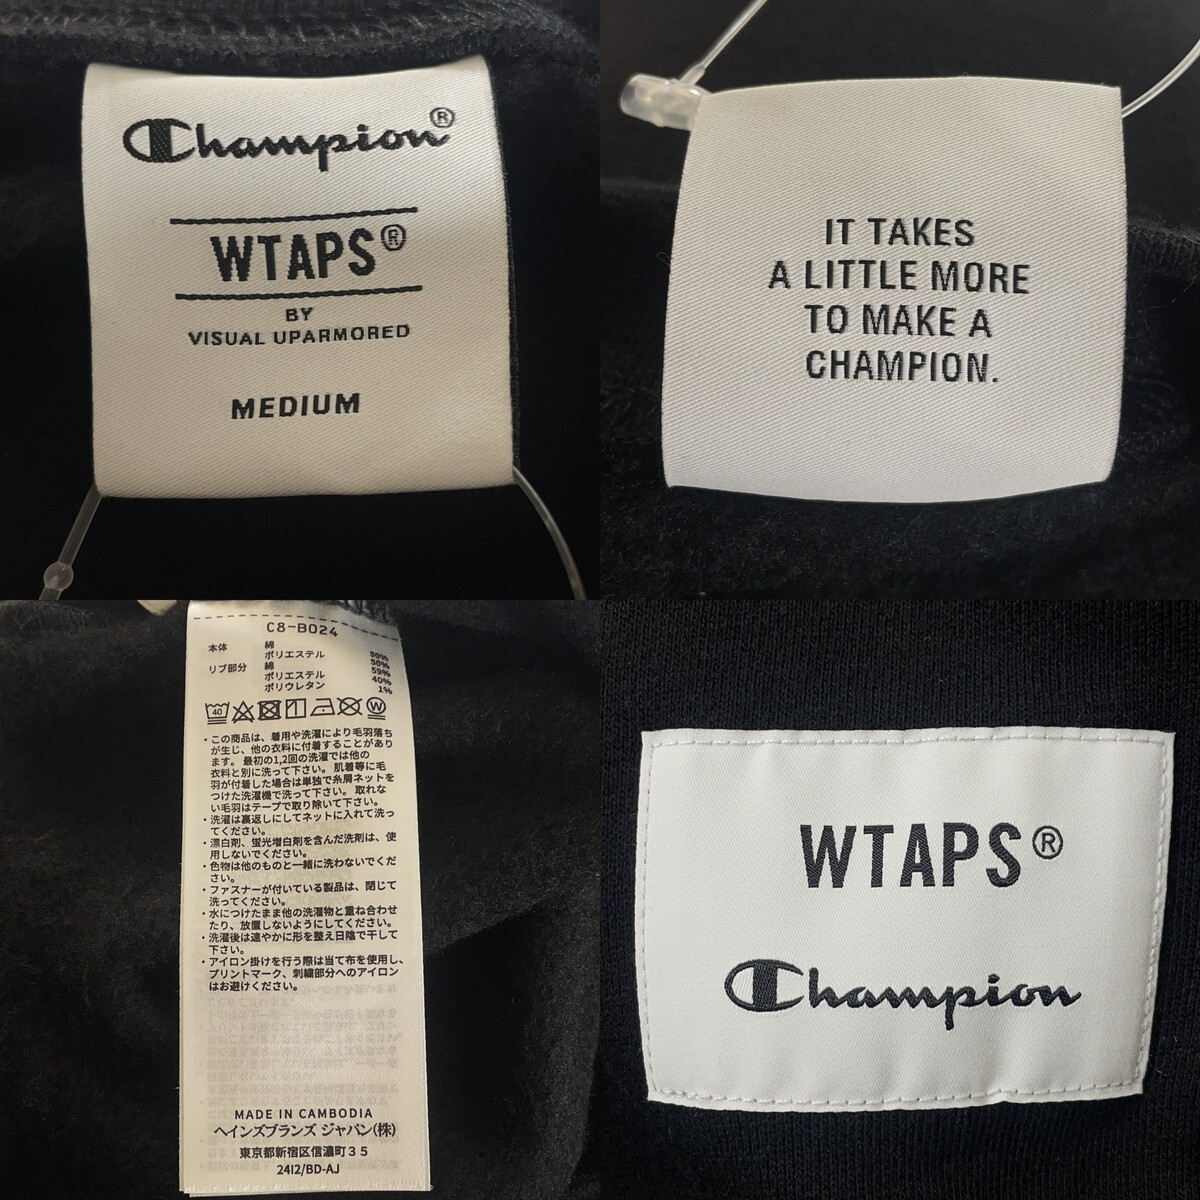 Champion®
WTAPS®
BY
VISUAL UPARMORED
MEDIUM
IT TAKES
A LITTLE MORE
TO MAKE A
CHAMPION.
C8-B024
本体 綿 50%
ポリエステル 50%
リブ部分 綿 59%
ポリエステル 40%
ポリウレタン 1%
40 W
・この商品は、着用や洗濯により毛羽落ち
が生じ、他の衣料に付着することがあり
ます。最初の1,2回の洗濯では他の
衣料と別に洗って下さい。肌着等に毛
羽が付着した場合は単独で糸屑ネットを
つけた洗濯機で洗って下さい。取れな
い毛羽はテープで取り除いて下さい。
・洗濯は裏返しにしてネットに入れて洗っ
てください。
・漂白剤、蛍光増白剤を含んだ洗剤は、使
用しないでください。
・色物は他のものと一緒に洗わないでくだ
さい。
・ファスナーが付いている製品は、閉じて
洗ってください。
・水につけたまま他の洗濯物と重ね合わせ
たり、放置しないようにしてください。
・洗濯後は速やかに形を整え日陰で干して
下さい。
・アイロン掛けを行う際は当て布を使用し、
プリントマーク、刺繍部分へのアイロン
はお避けください。
MADE IN CAMBODIA
ヘインズブランズ ジャパン(株)
東京都新宿区信濃町35
2412/BD-AJ
WTAPS®
Champion